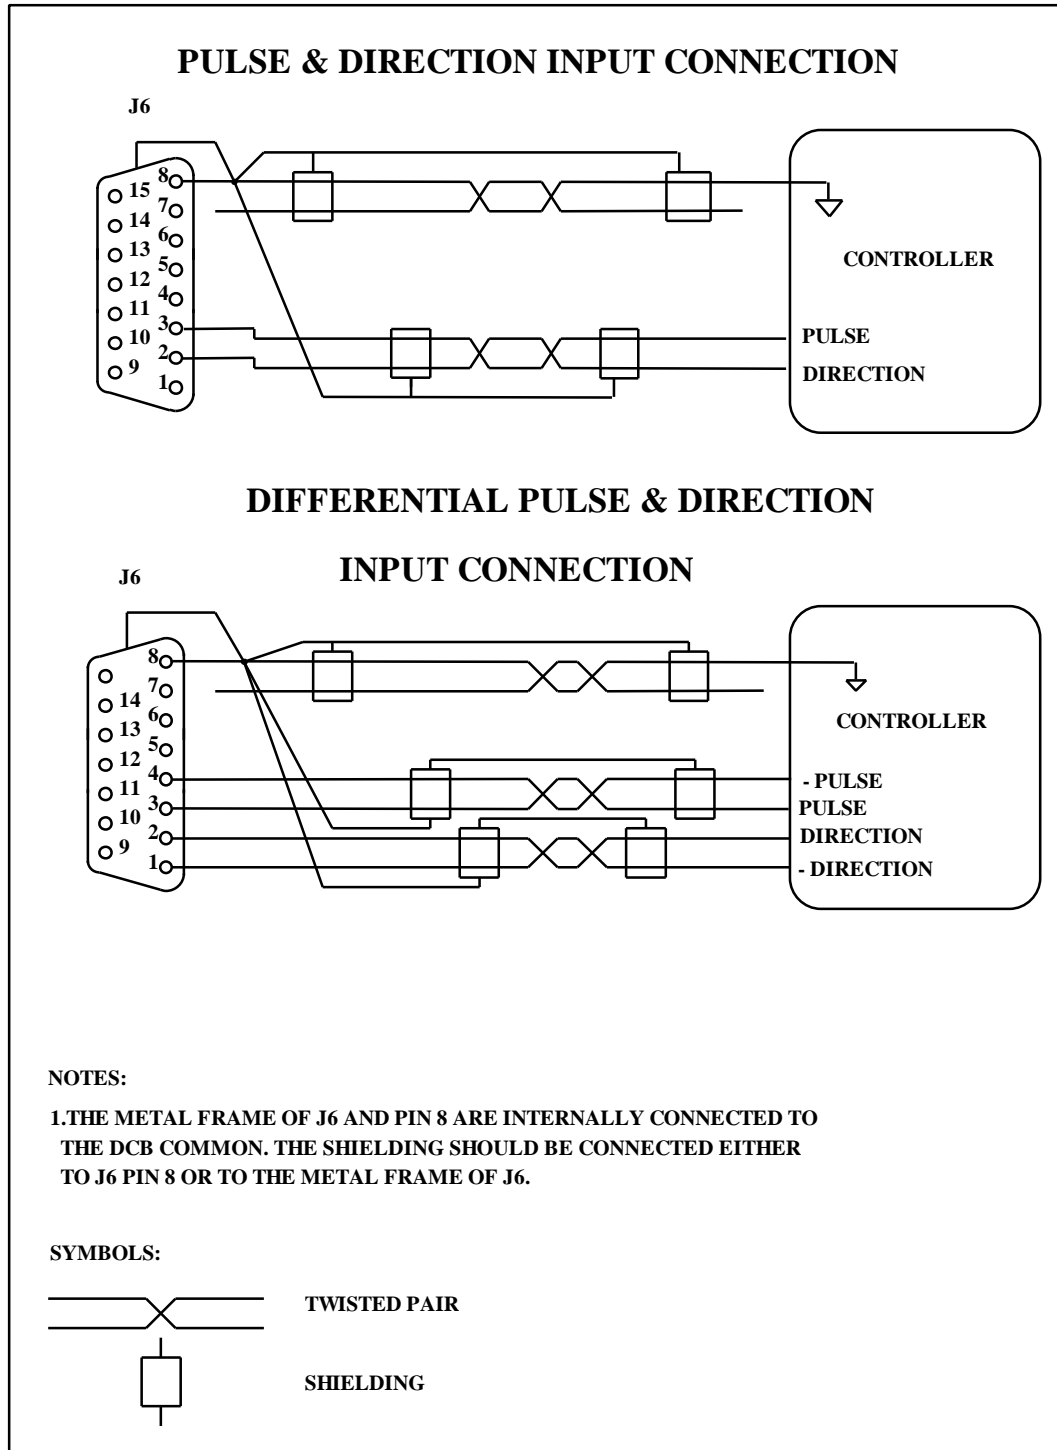 PULSE & DIRECTION INPUT CONNECTION
J6
8
15
7
14
6
13
5
12
4
11
3
10
2
9
1
CONTROLLER
PULSE
DIRECTION
DIFFERENTIAL PULSE & DIRECTION
INPUT CONNECTION
J6
8
7
14
6
13
5
12
4
11
3
10
2
9
1
CONTROLLER
- PULSE
PULSE
DIRECTION
- DIRECTION
NOTES:
1.THE METAL FRAME OF J6 AND PIN 8 ARE INTERNALLY CONNECTED TO
THE DCB COMMON. THE SHIELDING SHOULD BE CONNECTED EITHER
TO J6 PIN 8 OR TO THE METAL FRAME OF J6.
SYMBOLS:
TWISTED PAIR
SHIELDING